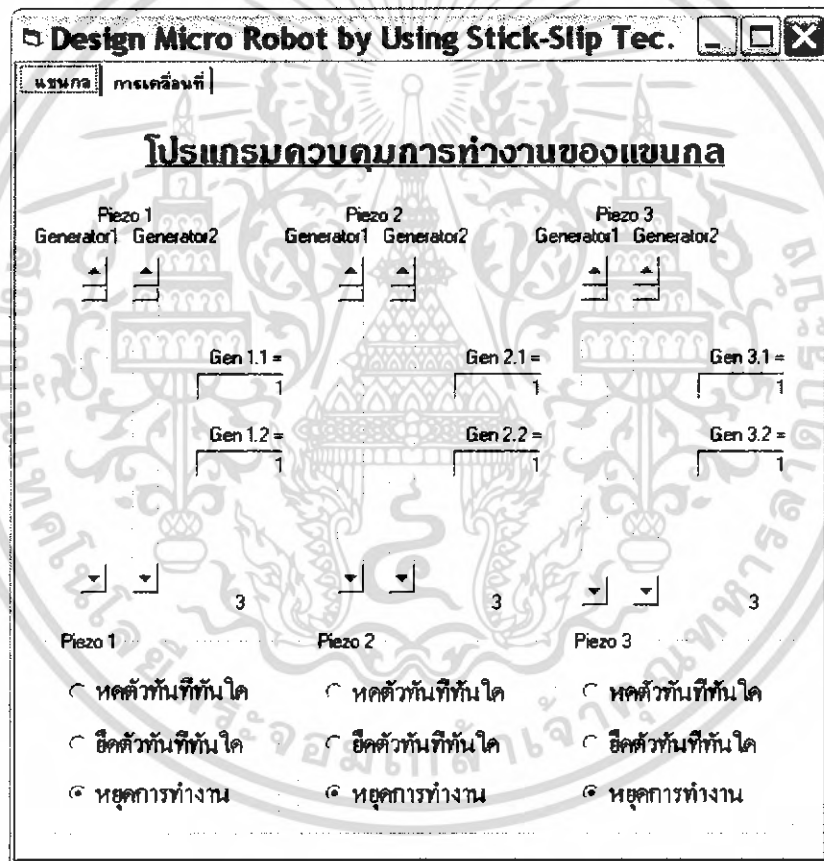 Design Micro Robot by Using Stick-Slip Tec.
แขนกล การเคลื่อนที่
โปรแกรมควบคุมการทำงานของแขนกล
Piezo 1 Piezo 2 Piezo 3
Generator1 Generator2 Generator1 Generator2 Generator1 Generator2
Gen 1.1 = Gen 2.1 = Gen 3.1 =
1 1 1
Gen 1.2 = Gen 2.2 = Gen 3.2 =
1 1 1
3 3 3
Piezo 1 Piezo 2 Piezo 3
หดตัวทันทีทันใด หดตัวทันทีทันใด หดตัวทันทีทันใด
ยืดตัวทันทีทันใด ยืดตัวทันทีทันใด ยืดตัวทันทีทันใด
หยุดการทำงาน หยุดการทำงาน หยุดการทำงาน